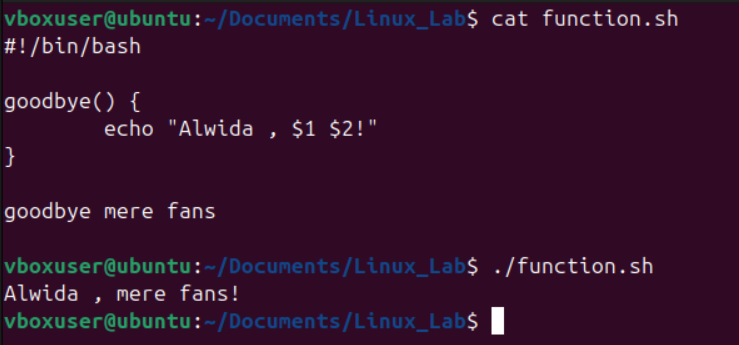 vboxuser@ubuntu:~/Documents/Linux_Lab$ cat function.sh
#!/bin/bash

goodbye() {
        echo "Alwida , $1 $2!"
}

goodbye mere fans

vboxuser@ubuntu:~/Documents/Linux_Lab$ ./function.sh
Alwida , mere fans!
vboxuser@ubuntu:~/Documents/Linux_Lab$